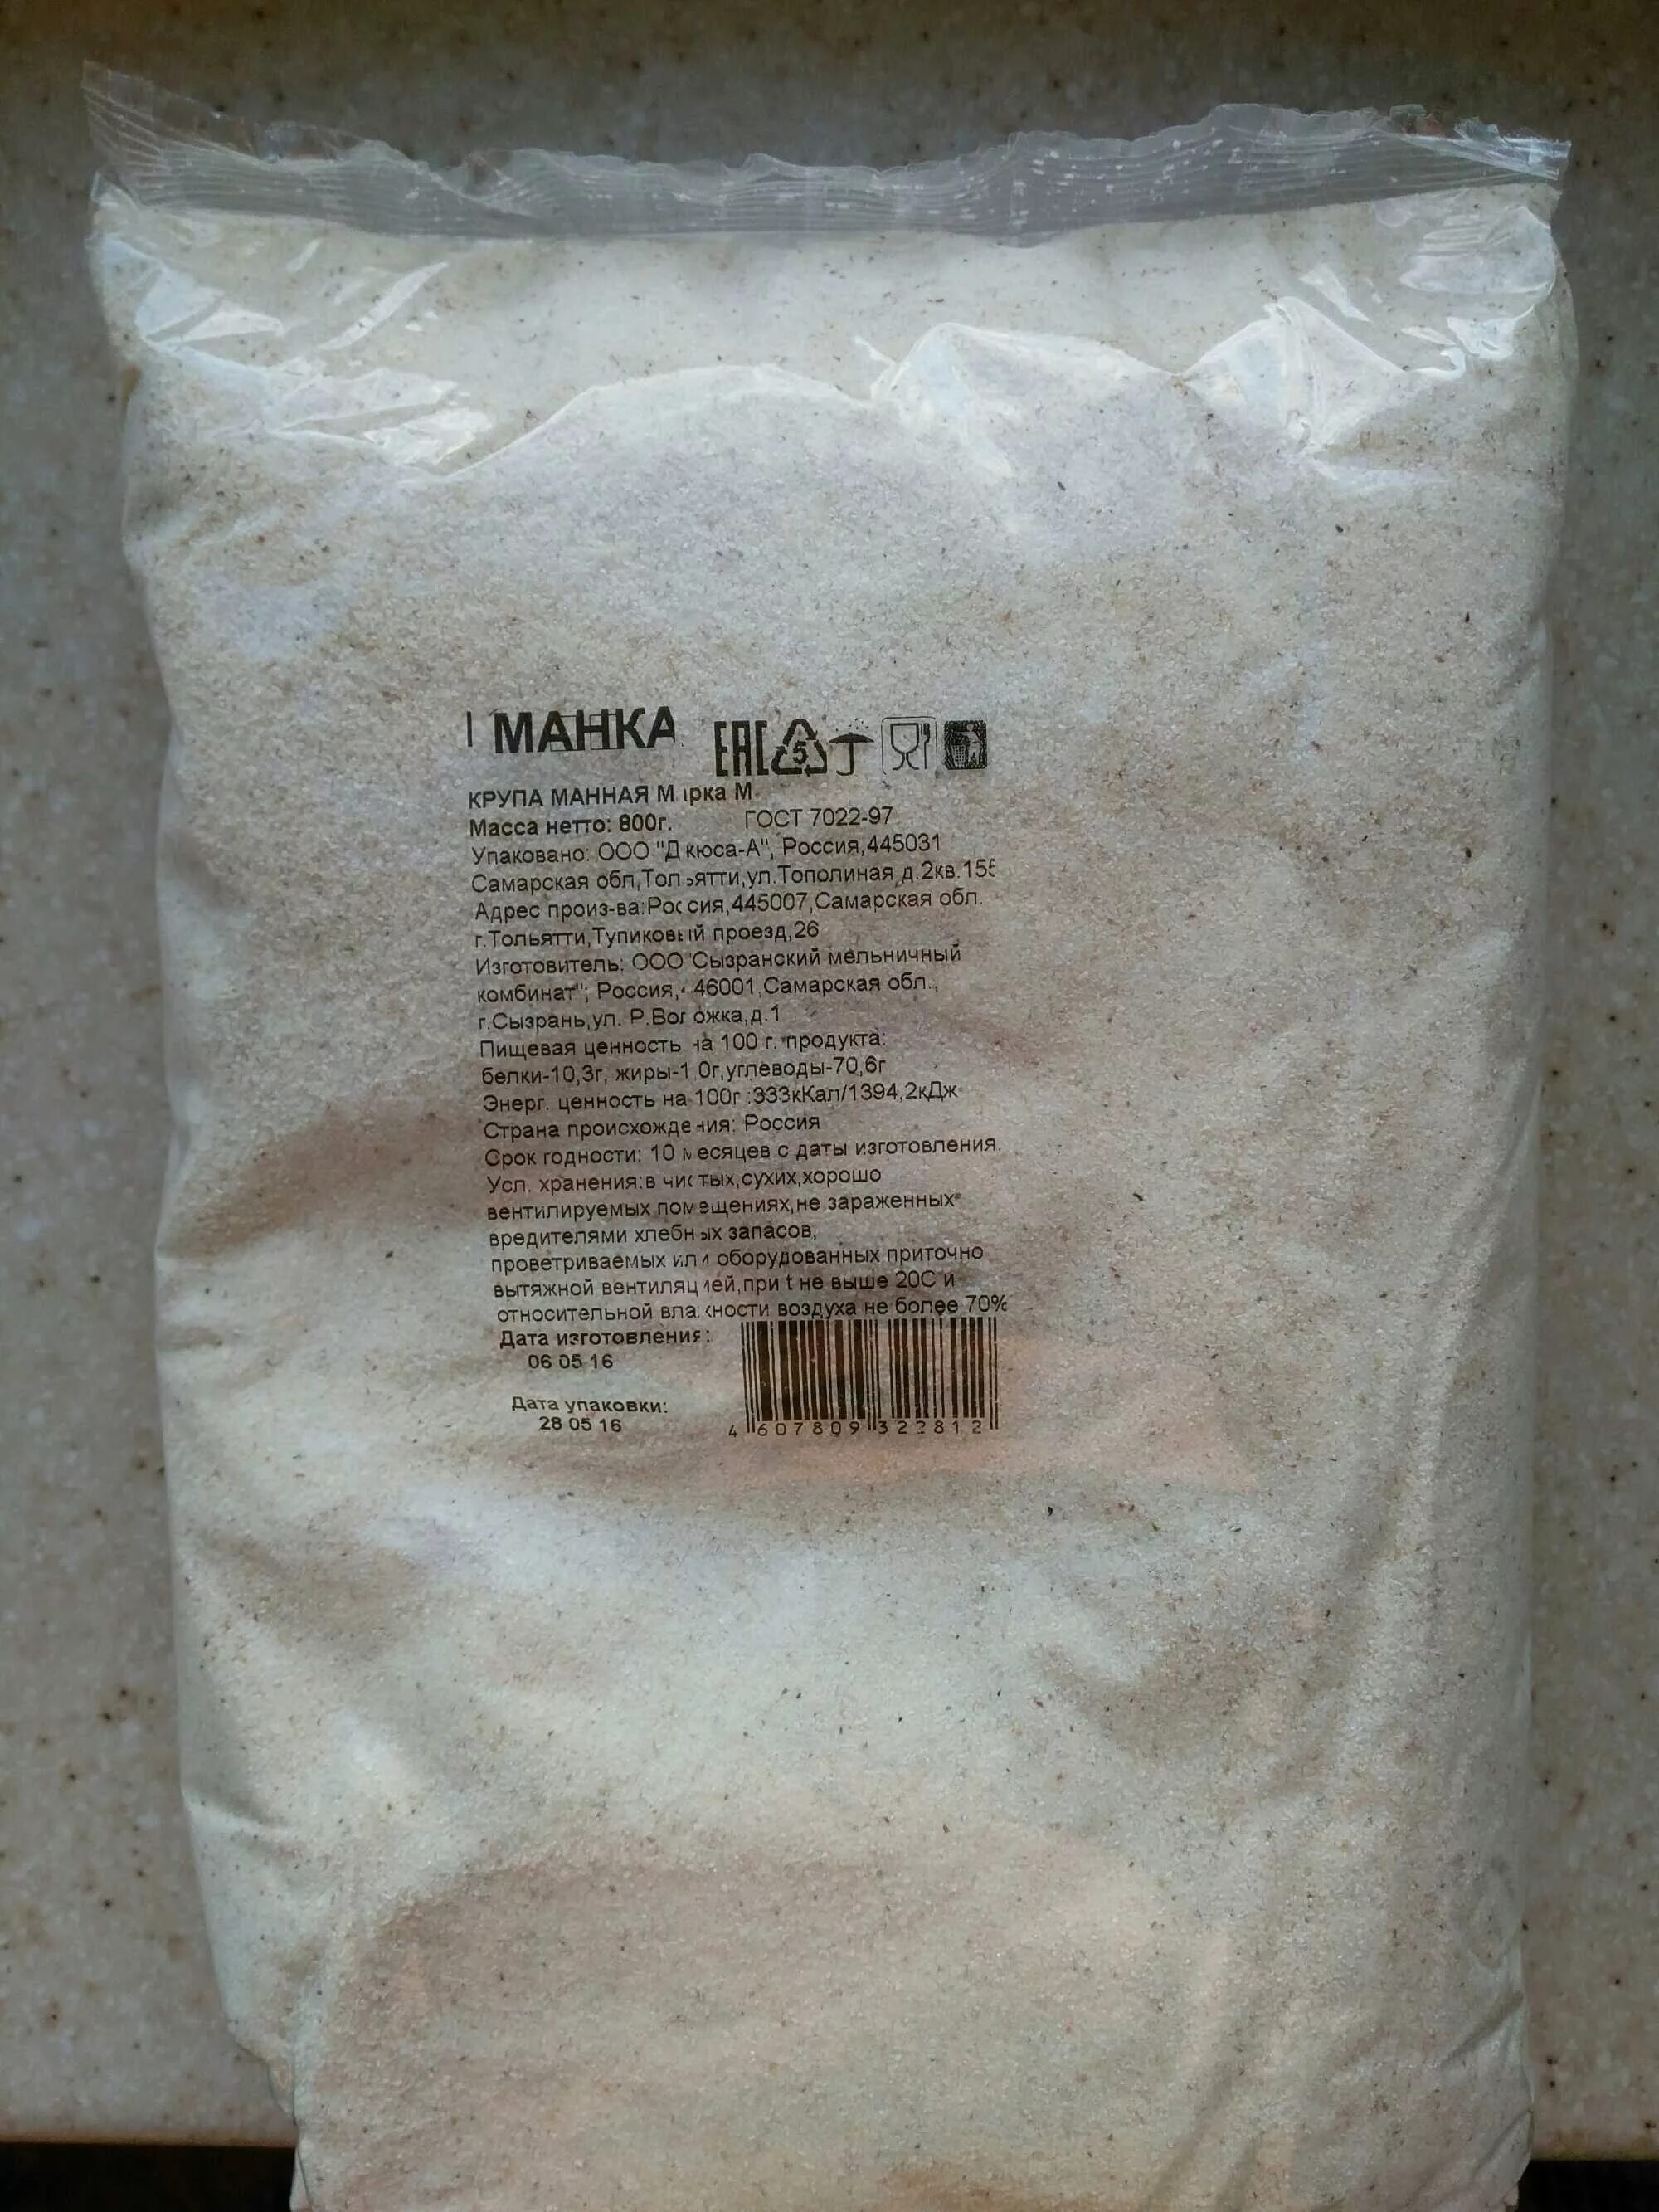 МАНКА EAC 5
КРУПА МАННАЯ Марка М
Масса нетто: 800г. ГОСТ 7022-97
Упаковано: ООО "Дкюса-А", Россия,445031
Самарская обл,Тольятти,ул.Тополиная,д.2кв.155
Адрес произ-ва:Россия,445007,Самарская обл.
г.Тольятти,Тупиковый проезд,26
Изготовитель: ООО"Сызранский мельничный
комбинат"; Россия, 446001,Самарская обл.,
г.Сызрань,ул. д.1
Пищевая ценность на 100 г. продукта:
белки-10,3г, жиры-1,0г,углеводы-70,6г
Энерг. ценность на 100г :333кКал/1394,2кДж
Страна происхождения: Россия
Срок годности: 10 месяцев с даты изготовления.
Усл. хранения:в чистых,сухих,хорошо
вентилируемых помещениях,не зараженных
вредителями хлебных запасов,
проветриваемых или оборудованных приточно
вытяжной вентиляцией,при t не выше 20С и
относительной влажности воздуха не более 70%
Дата изготовления:
06 05 16
Дата упаковки:
28 05 16
4 607809 322812